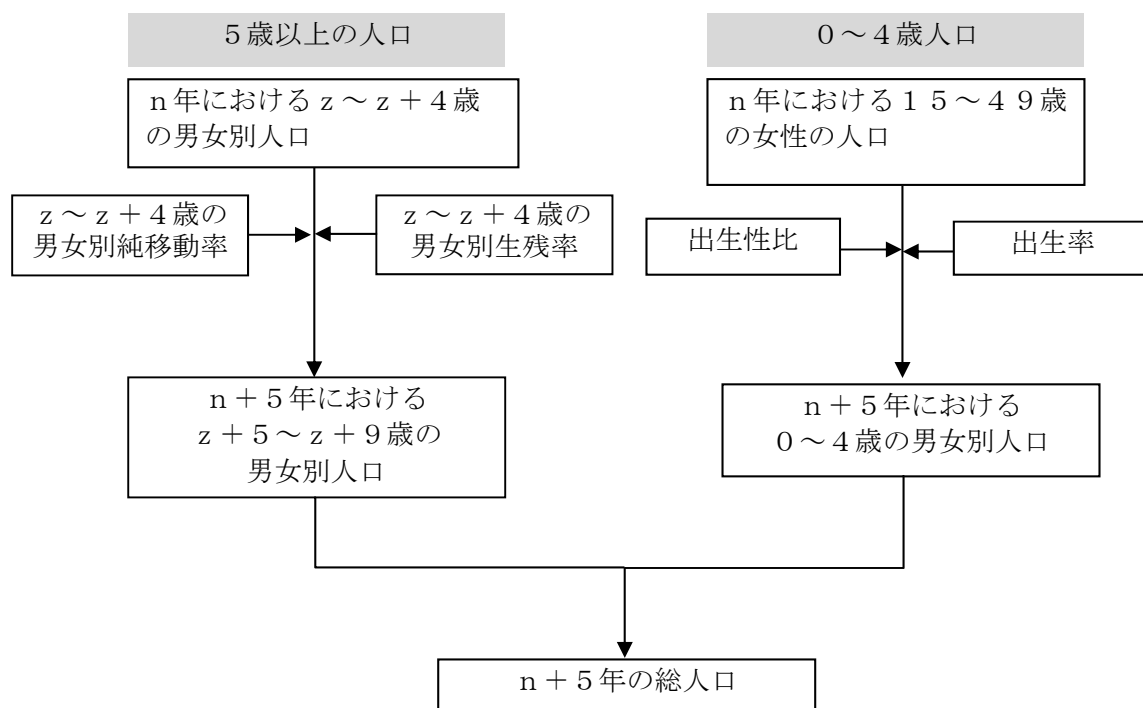 ５歳以上の人口
０～４歳人口
ｎ年におけるｚ～ｚ＋４歳
の男女別人口
ｎ年における１５～４９歳
の女性の人口
ｚ～ｚ＋４歳の
男女別純移動率
ｚ～ｚ＋４歳の
男女別生残率
出生性比
出生率
ｎ＋５年における
ｚ＋５～ｚ＋９歳の
男女別人口
ｎ＋５年における
０～４歳の男女別人口
ｎ＋５年の総人口